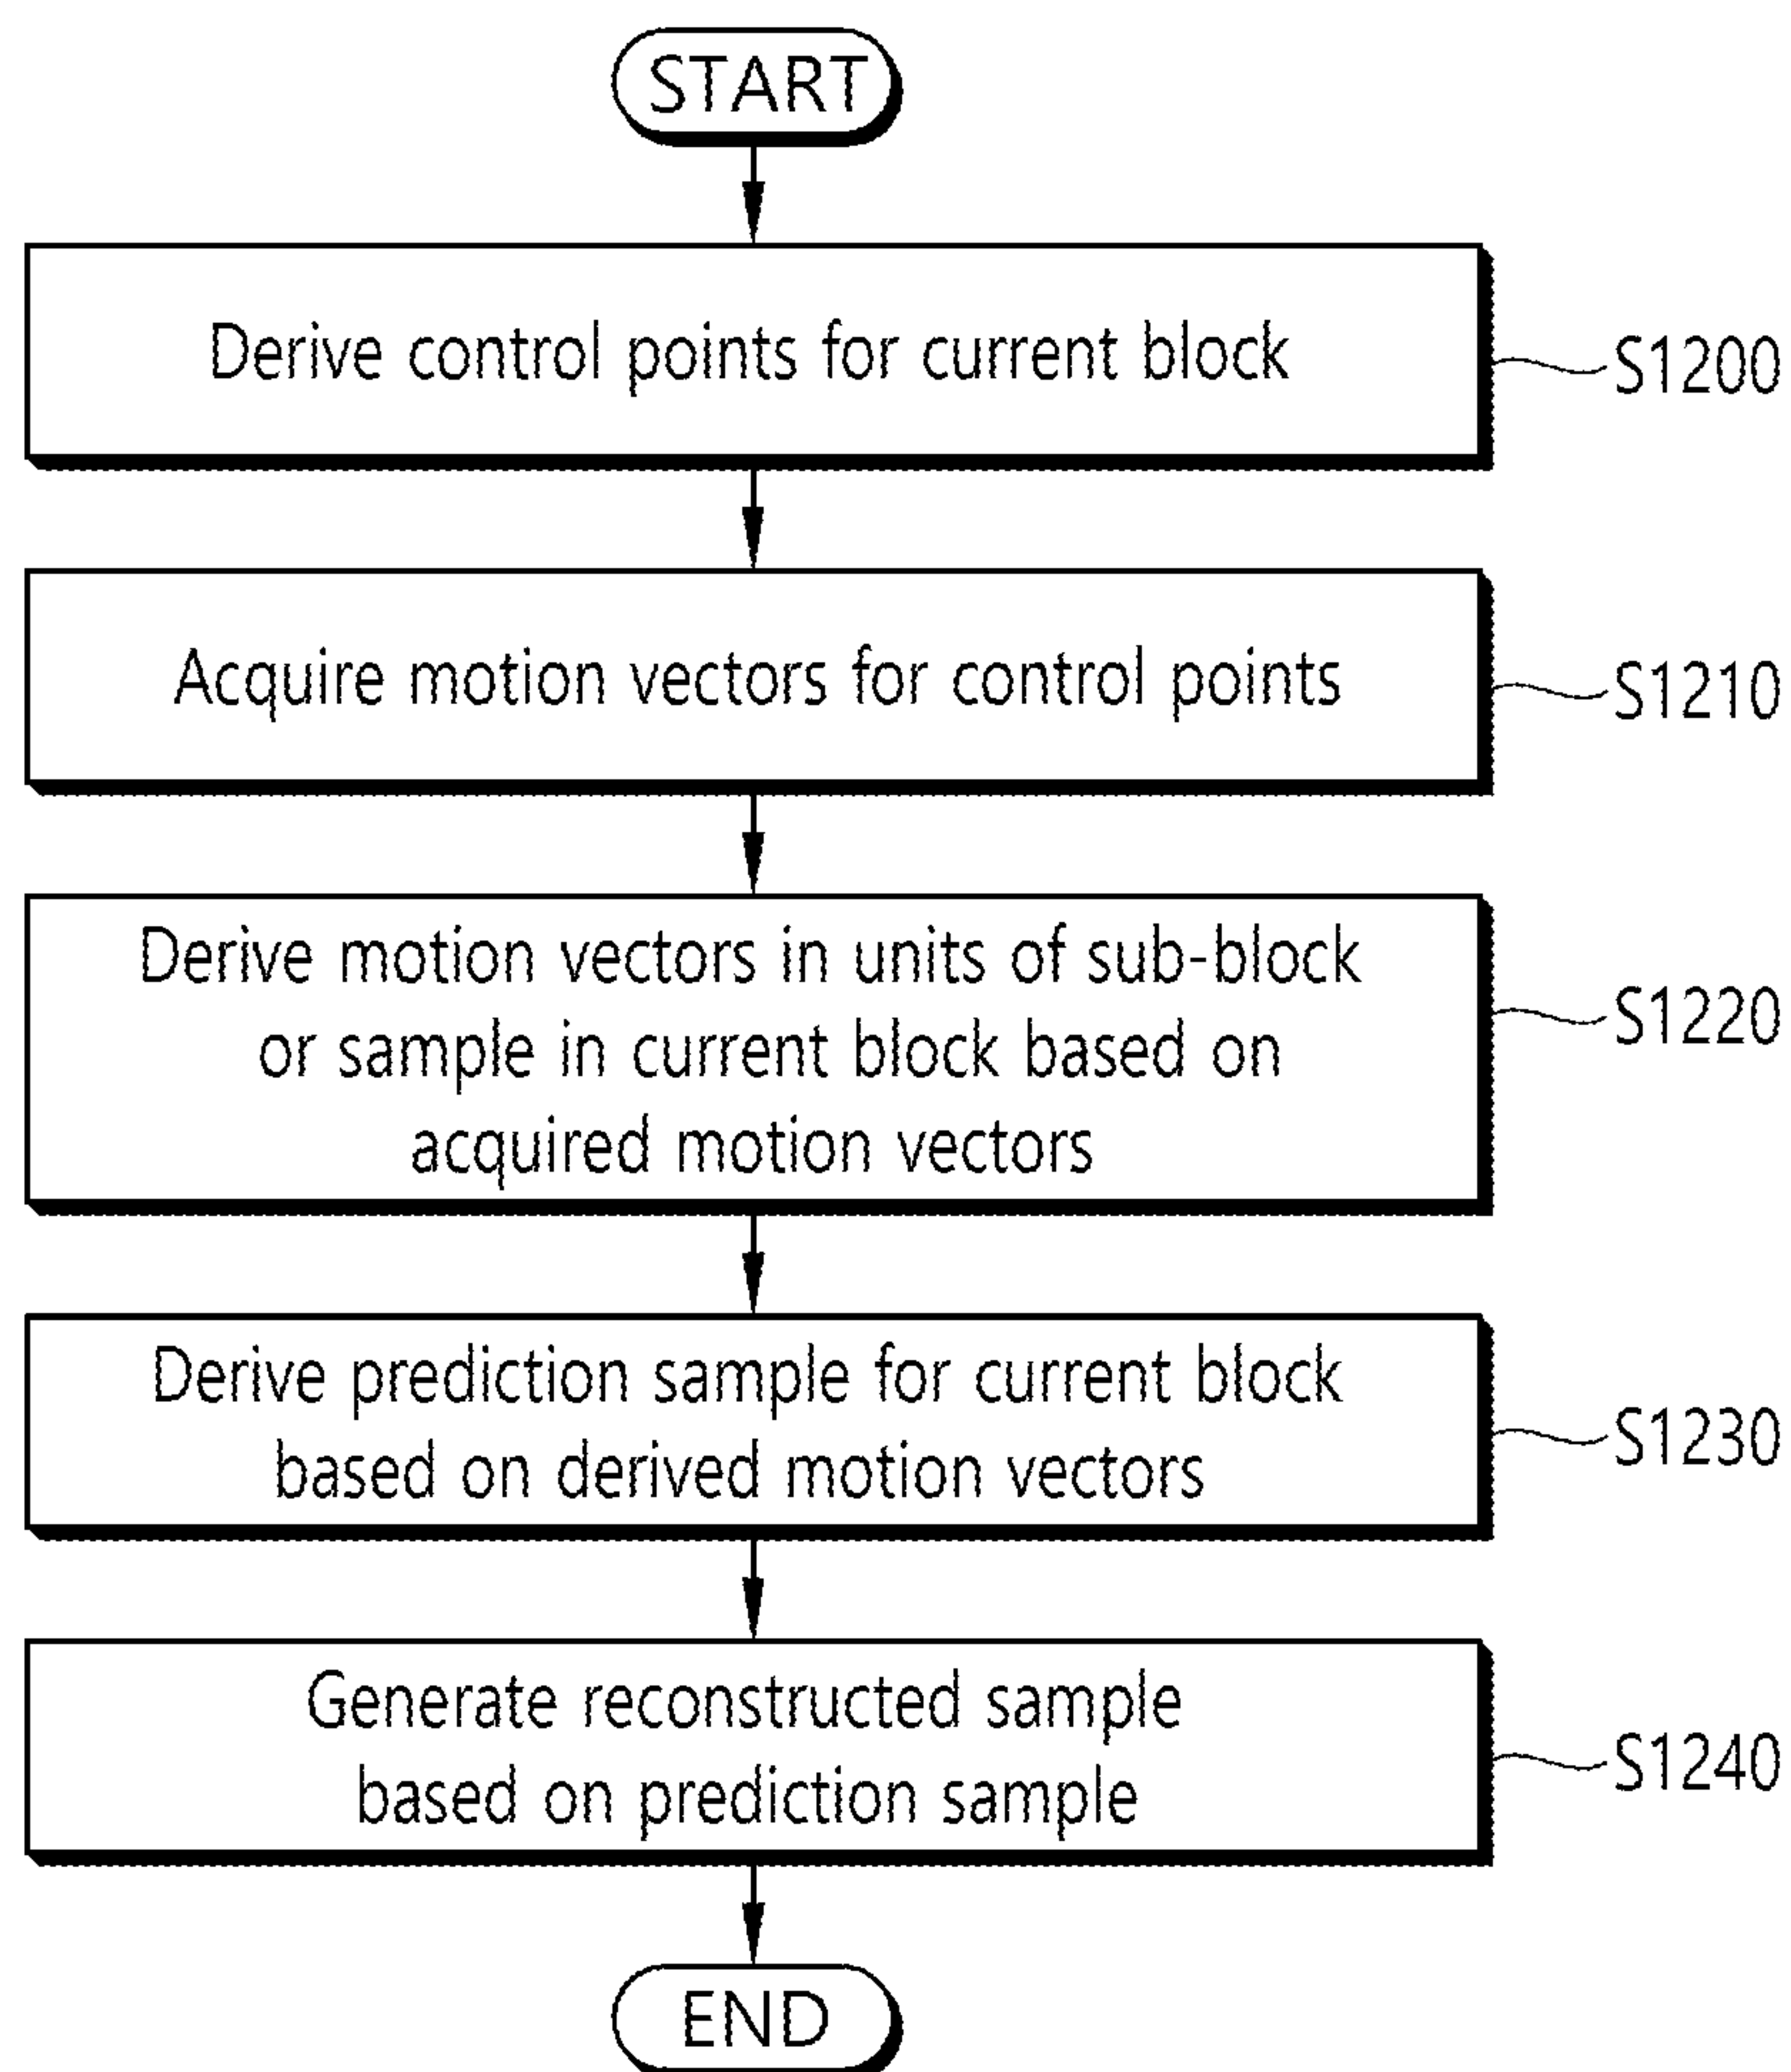 START
Derive control points for current block
S1200
Acquire motion vectors for control points
S1210
Derive motion vectors in units of sub-block
or sample in current block based on
acquired motion vectors
S1220
Derive prediction sample for current block
based on derived motion vectors
S1230
Generate reconstructed sample
based on prediction sample
S1240
END